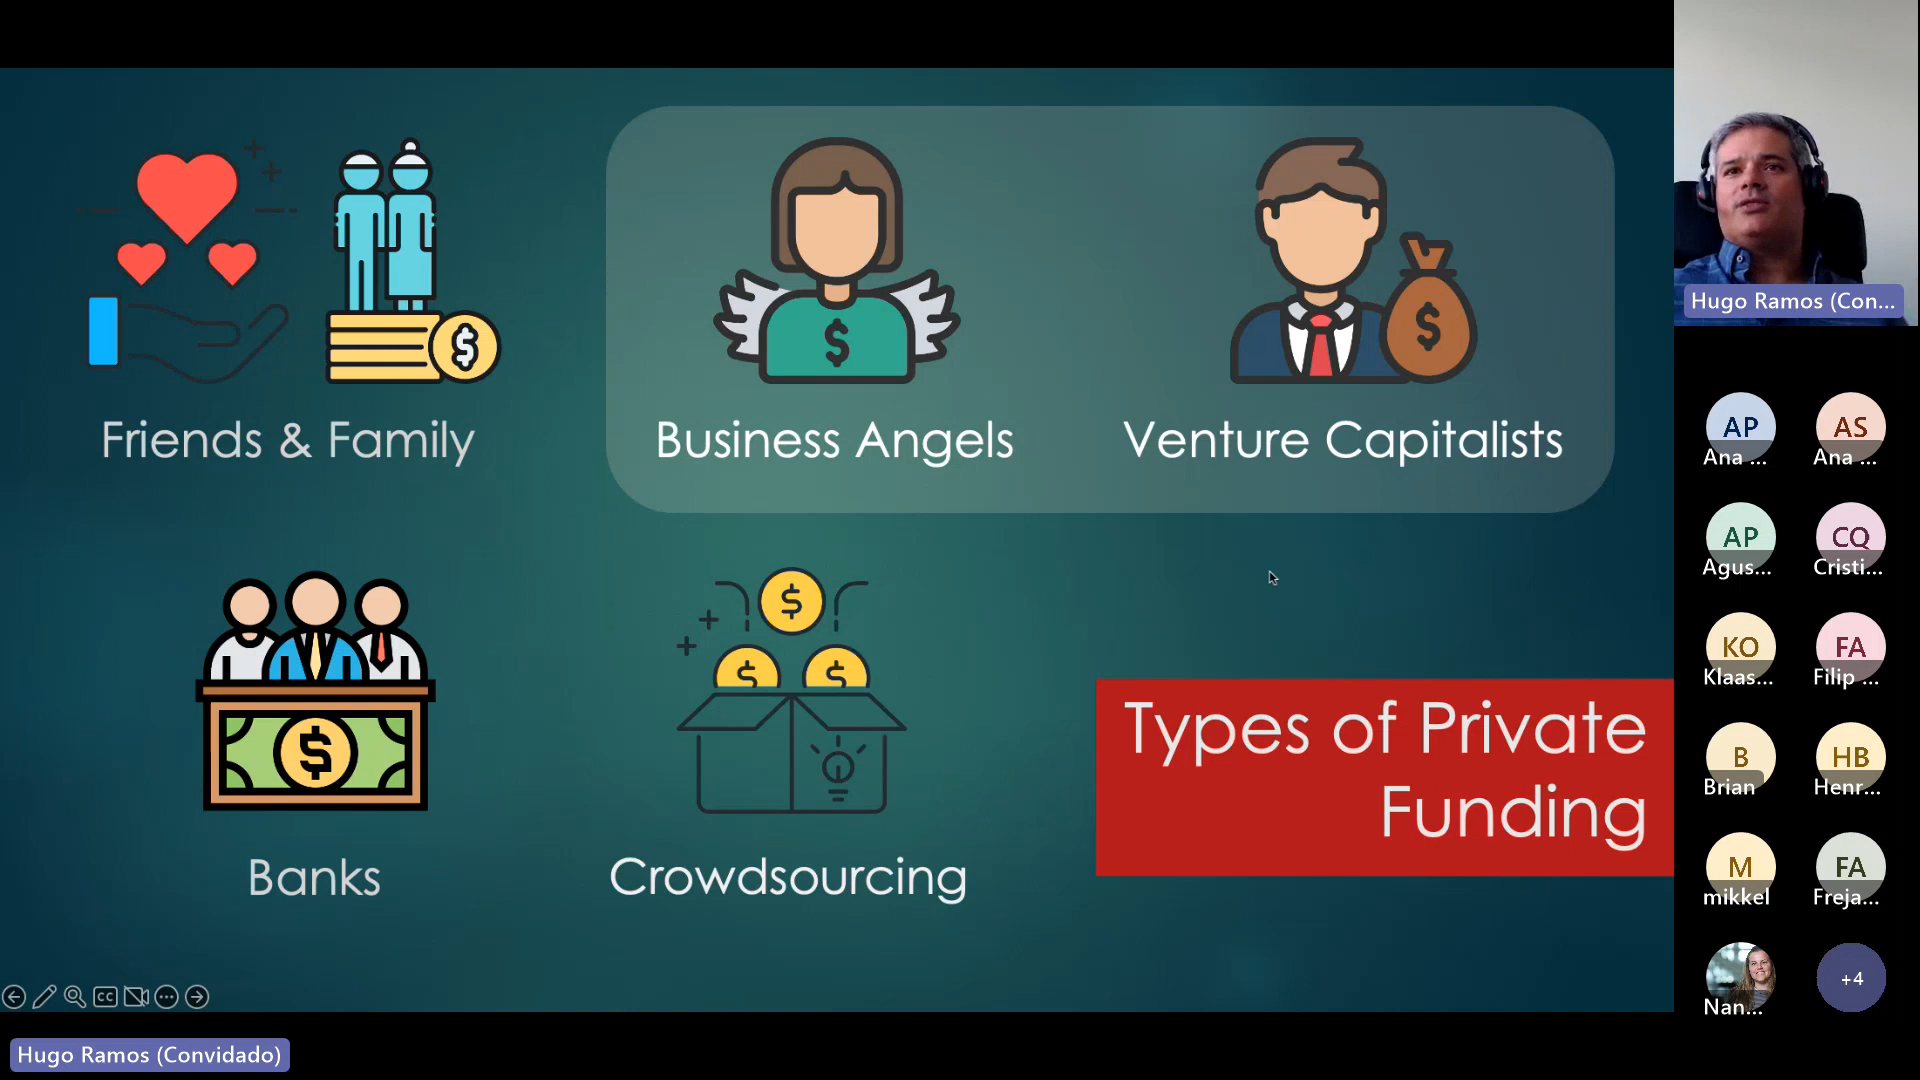 Friends & Family
Business Angels
Venture Capitalists
Banks
Crowdsourcing
Types of Private
Funding
CC
Hugo Ramos (Convidado)
Hugo Ramos (Con...
AP
Ana ...
AS
Ana ...
AP
Agus...
CQ
Cristi...
KO
Klaas...
FA
Filip ...
B
Brian
HB
Henr...
M
mikkel
FA
Freja...
Nan...
+4